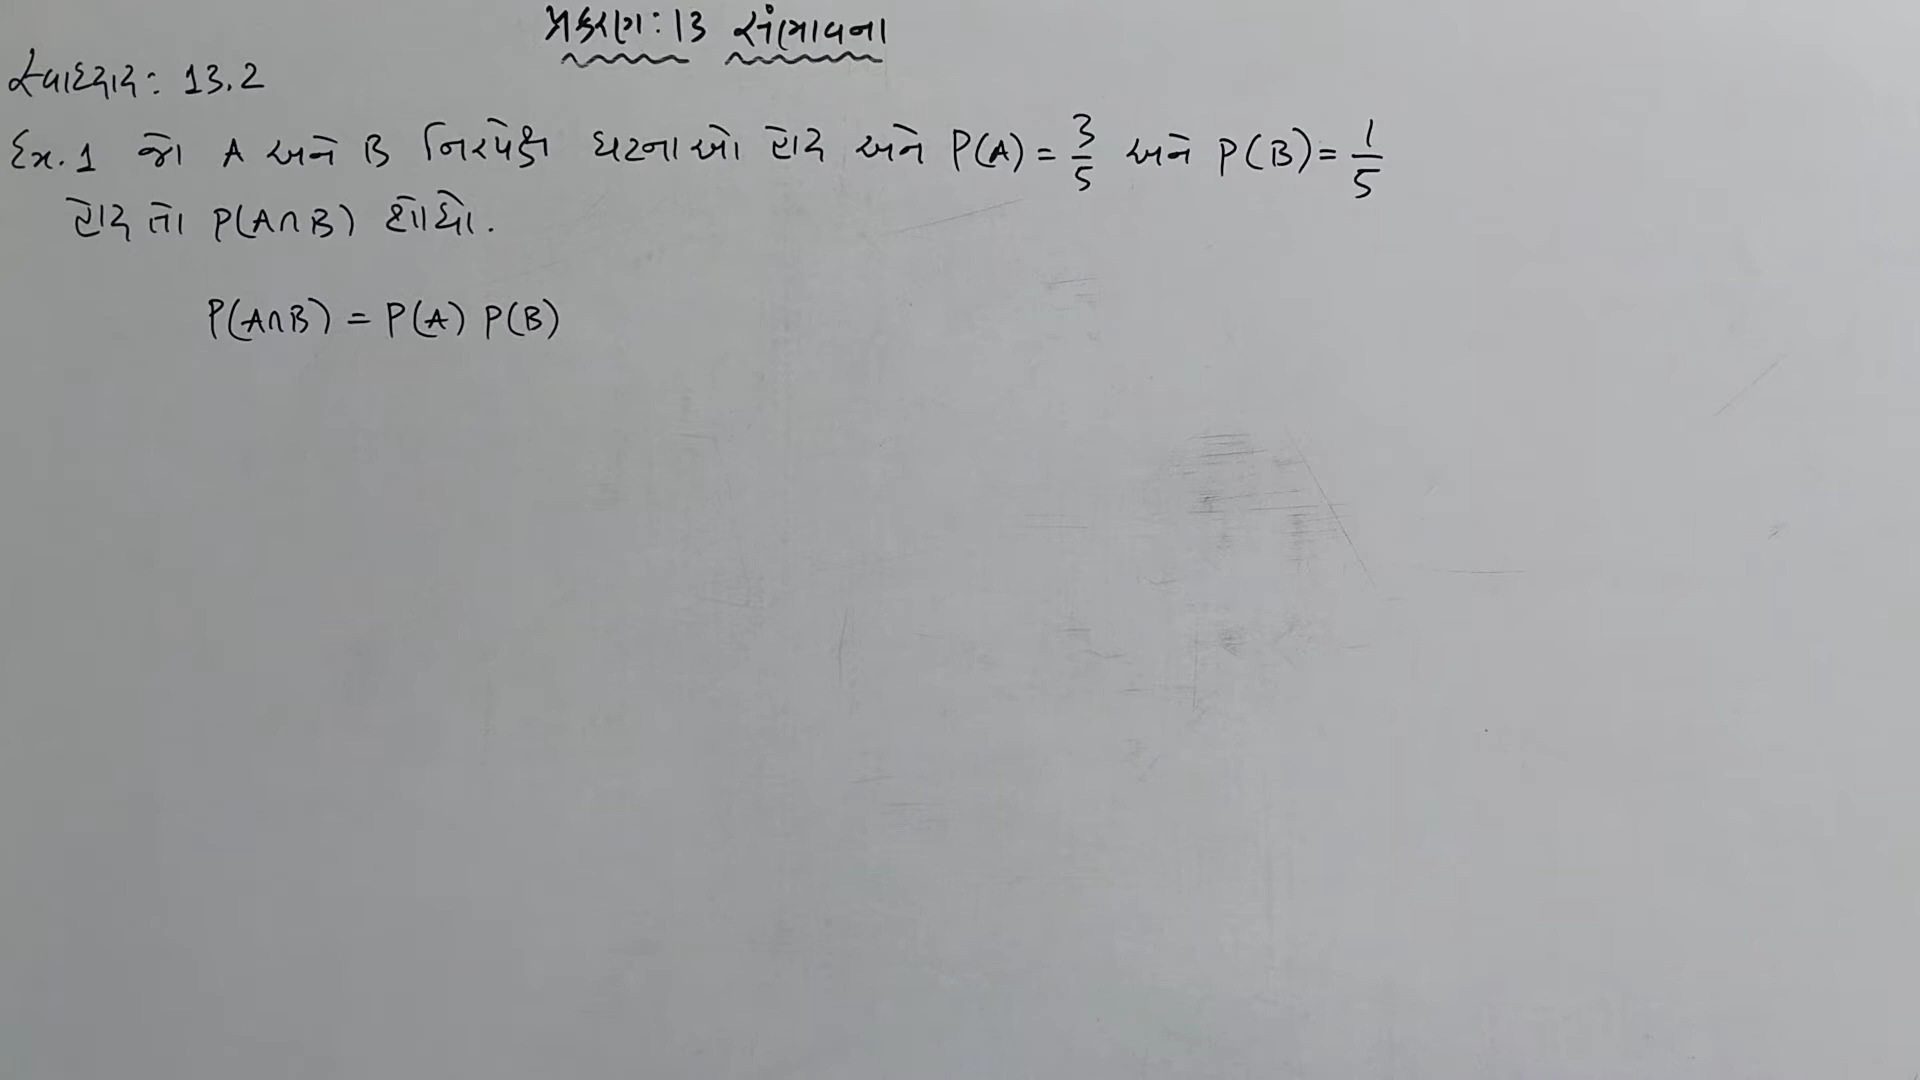 પ્રકરણ: 13 સંભાવના
સ્વાધ્યાય: 13.2
Ex. 1 જો A અને B નિરપેક્ષ ઘટનાઓ હોય અને P(A) = 3/5 અને P(B) = 1/5
હોય તો P(A∩B) શોધો.
P(A∩B) = P(A) P(B)